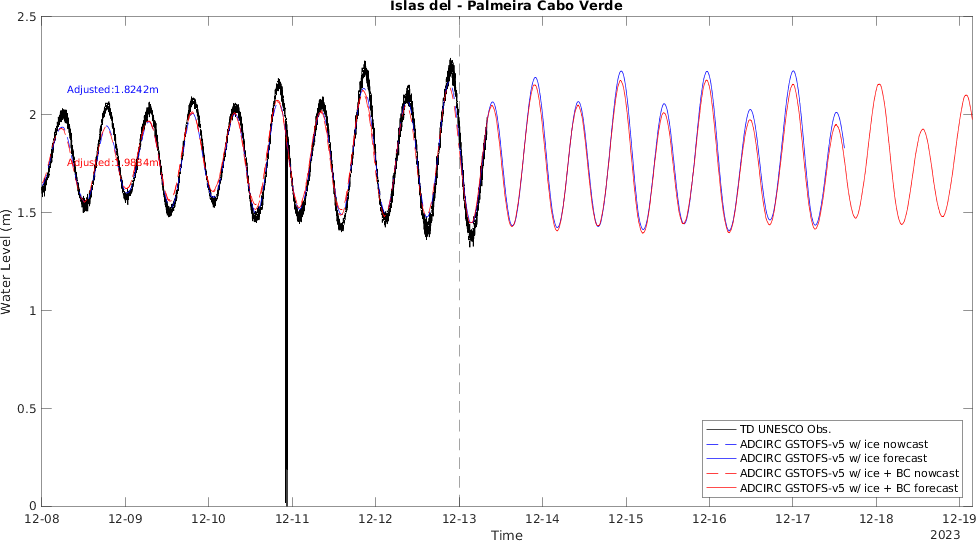 Islas del - Palmeira Cabo Verde
2.5
2
1.5
1
0.5
0
Water Level (m)
Adjusted:1.8242m
Adjusted:1.9834m
TD UNESCO Obs.
ADCIRC GSTOFS-v5 w/ ice nowcast
ADCIRC GSTOFS-v5 w/ ice forecast
ADCIRC GSTOFS-v5 w/ ice + BC nowcast
ADCIRC GSTOFS-v5 w/ ice + BC forecast
12-08 12-09 12-10 12-11 12-12 12-13 12-14 12-15 12-16 12-17 12-18 12-19
Time
2023